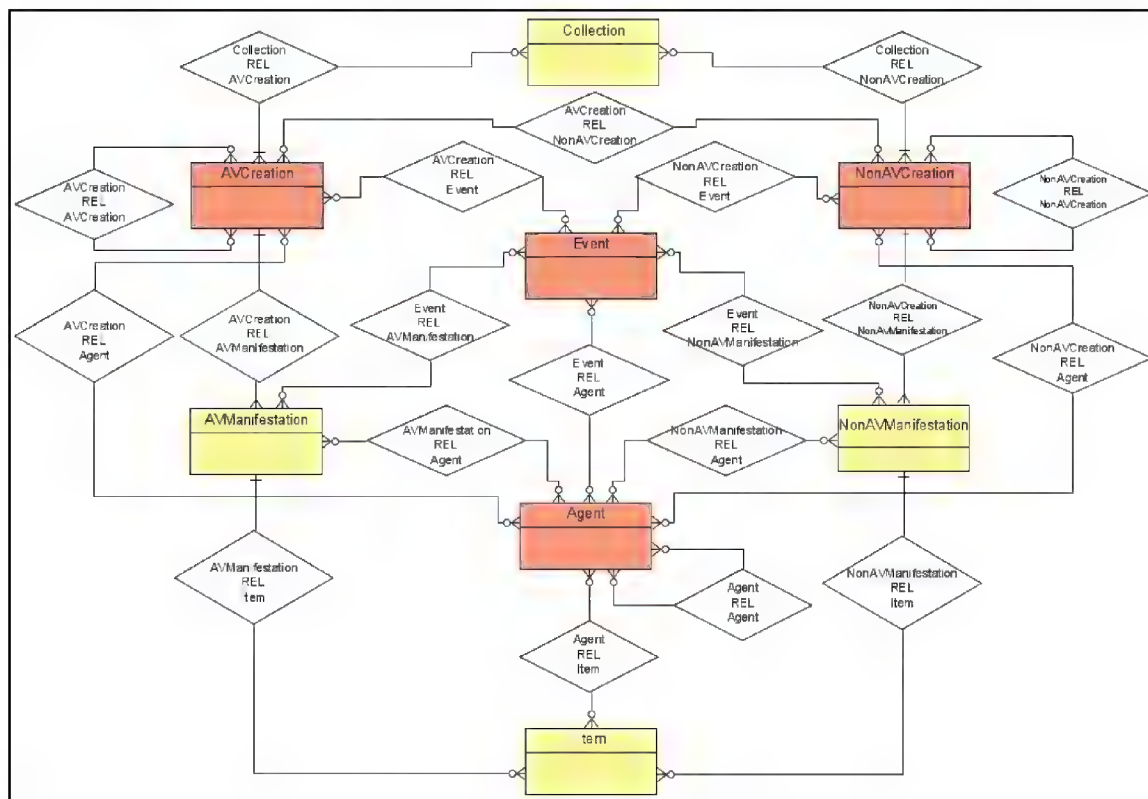 Collection
Collection
REL
AVCreation
Collection
REL
NonAVCreation
AVCreation
REL
NonAVCreation
AVCreation
AVCreation
REL
Event
NonAVCreation
REL
Event
NonAVCreation
AVCreation
REL
AVCreation
NonAVCreation
REL
NonAVCreation
Event
AVCreation
REL
Agent
AVCreation
REL
AVManifestation
Event
REL
AVManifestation
Event
REL
Agent
Event
REL
NonAVManifestation
NonAVCreation
REL
NonAVManifestation
NonAVCreation
REL
Agent
AVManifestation
AVManifestation
REL
Agent
NonAVManifestation
REL
Agent
NonAVManifestation
Agent
AVManifestation
REL
Item
Agent
REL
Agent
NonAVManifestation
REL
Item
Agent
REL
Item
Item